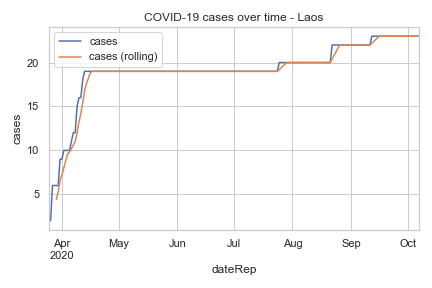 COVID-19 cases over time - Laos
cases
cases (rolling)
20
15
10
5
cases
Apr
2020
May
Jun
Jul
Aug
Sep
Oct
dateRep